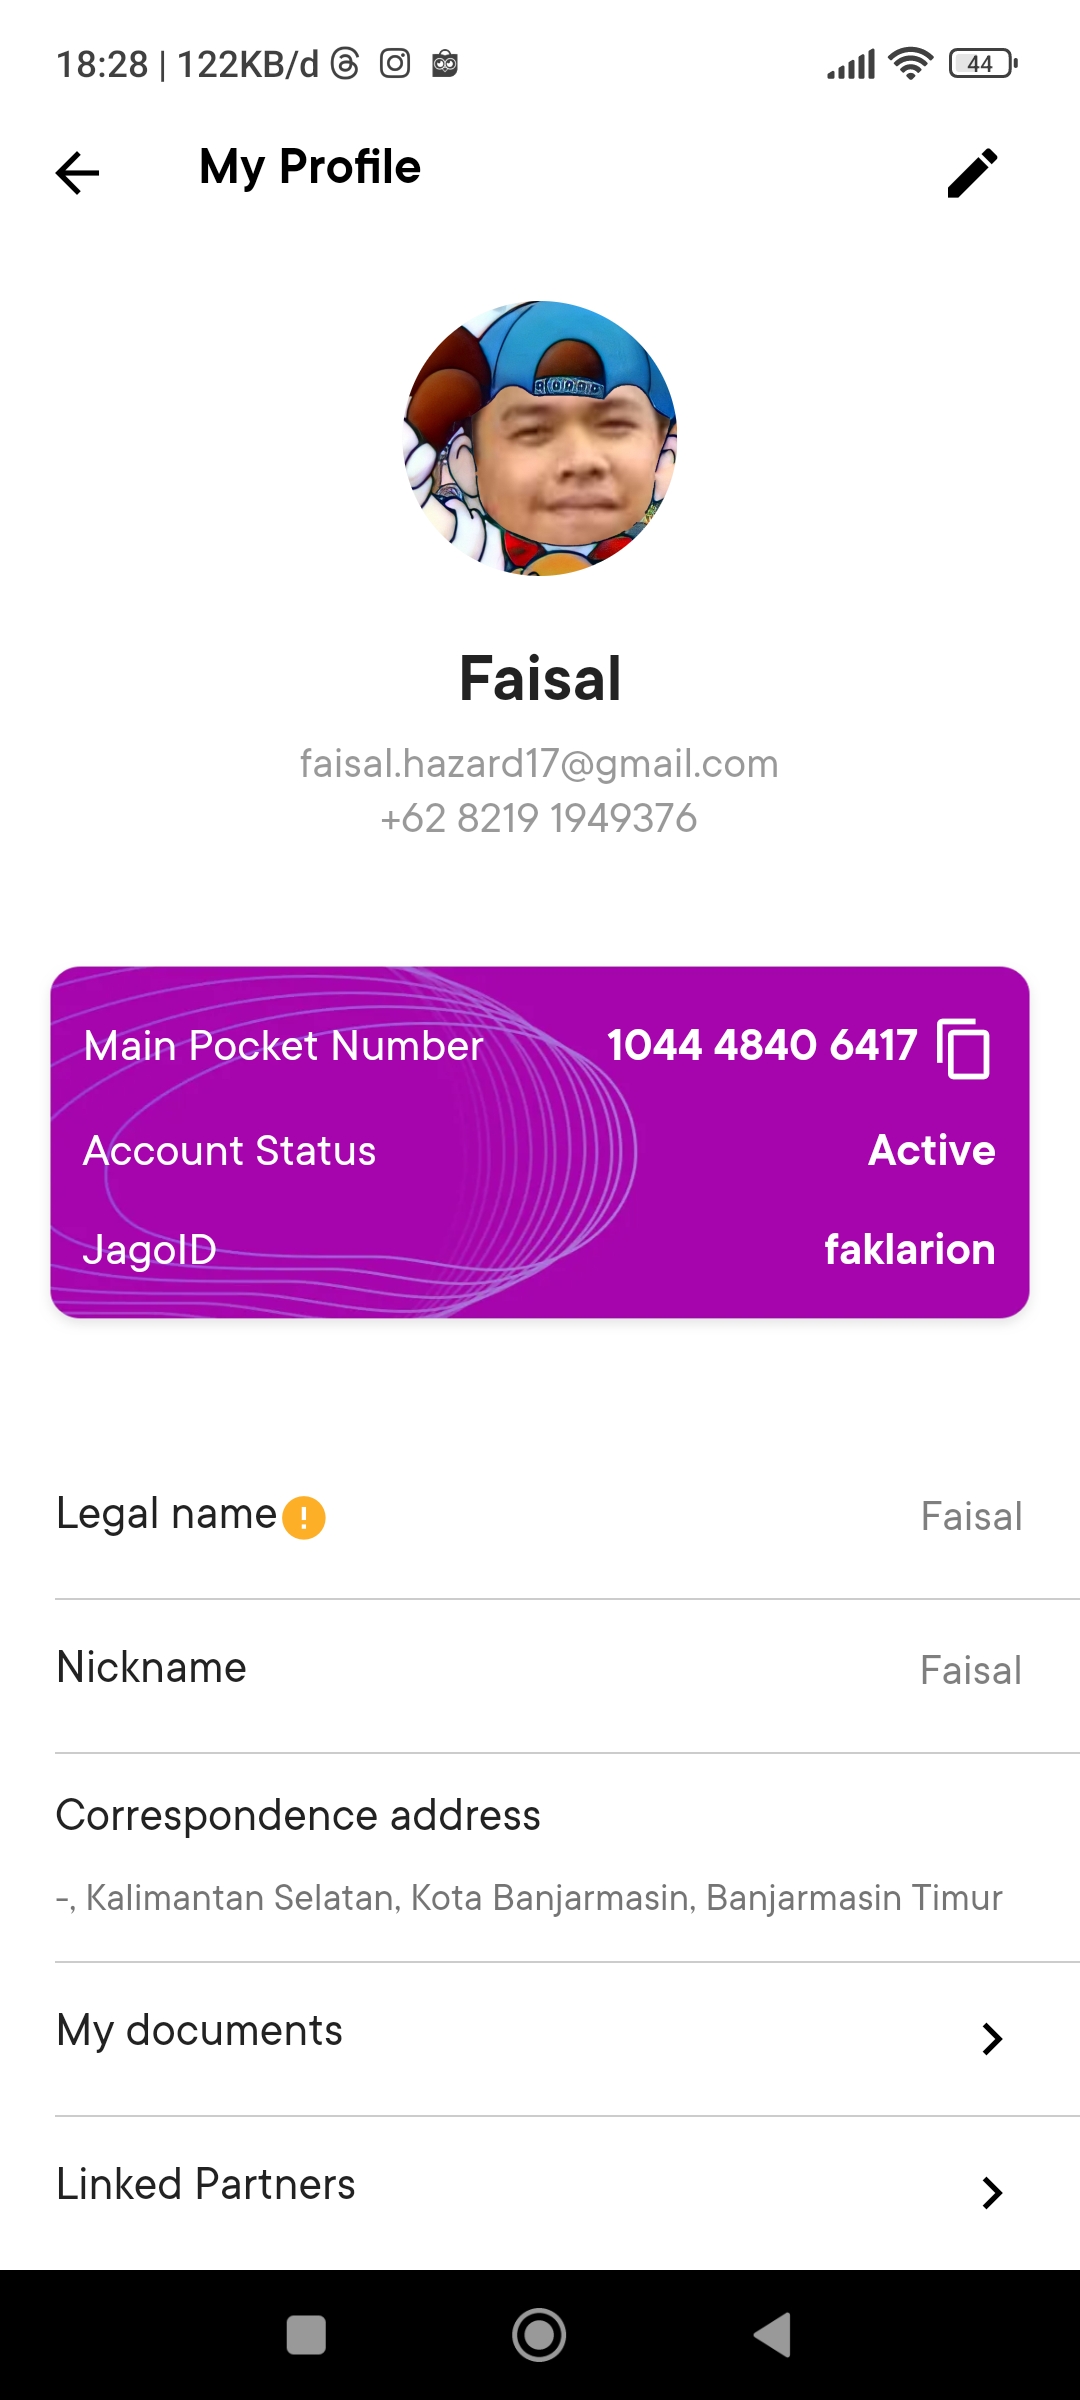 18:28 | 122KB/d
44
My Profile
Faisal
faisal.hazard17@gmail.com
+62 8219 1949376
Main Pocket Number 1044 4840 6417
Account Status Active
JagoID faklarion
Legal name Faisal
Nickname Faisal
Correspondence address
-, Kalimantan Selatan, Kota Banjarmasin, Banjarmasin Timur
My documents
Linked Partners